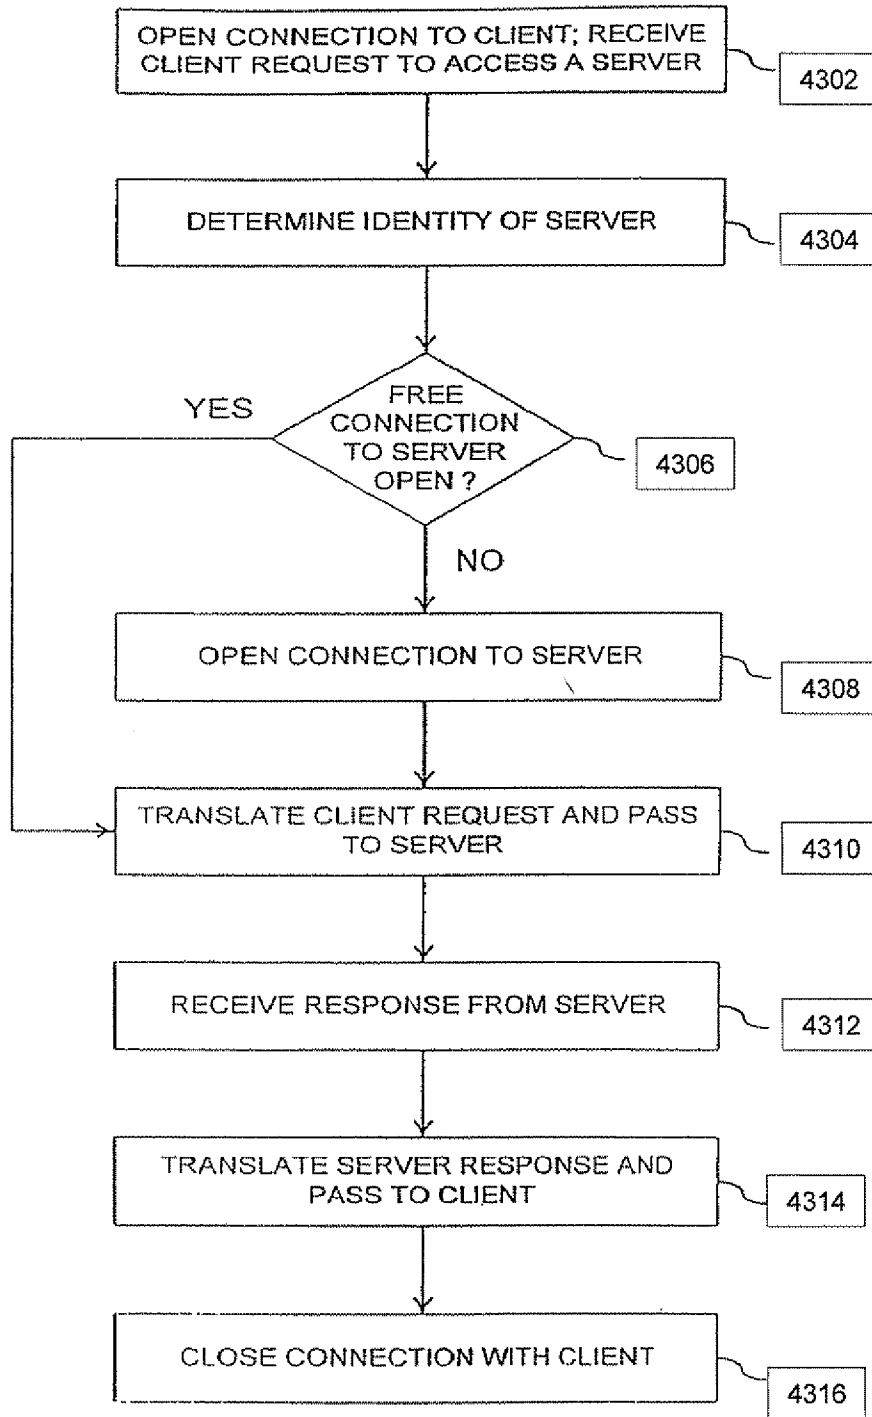 OPEN CONNECTION TO CLIENT; RECEIVE
CLIENT REQUEST TO ACCESS A SERVER
4302
DETERMINE IDENTITY OF SERVER
4304
FREE
CONNECTION
TO SERVER
OPEN ?
YES
4306
NO
OPEN CONNECTION TO SERVER
4308
TRANSLATE CLIENT REQUEST AND PASS
TO SERVER
4310
RECEIVE RESPONSE FROM SERVER
4312
TRANSLATE SERVER RESPONSE AND
PASS TO CLIENT
4314
CLOSE CONNECTION WITH CLIENT
4316